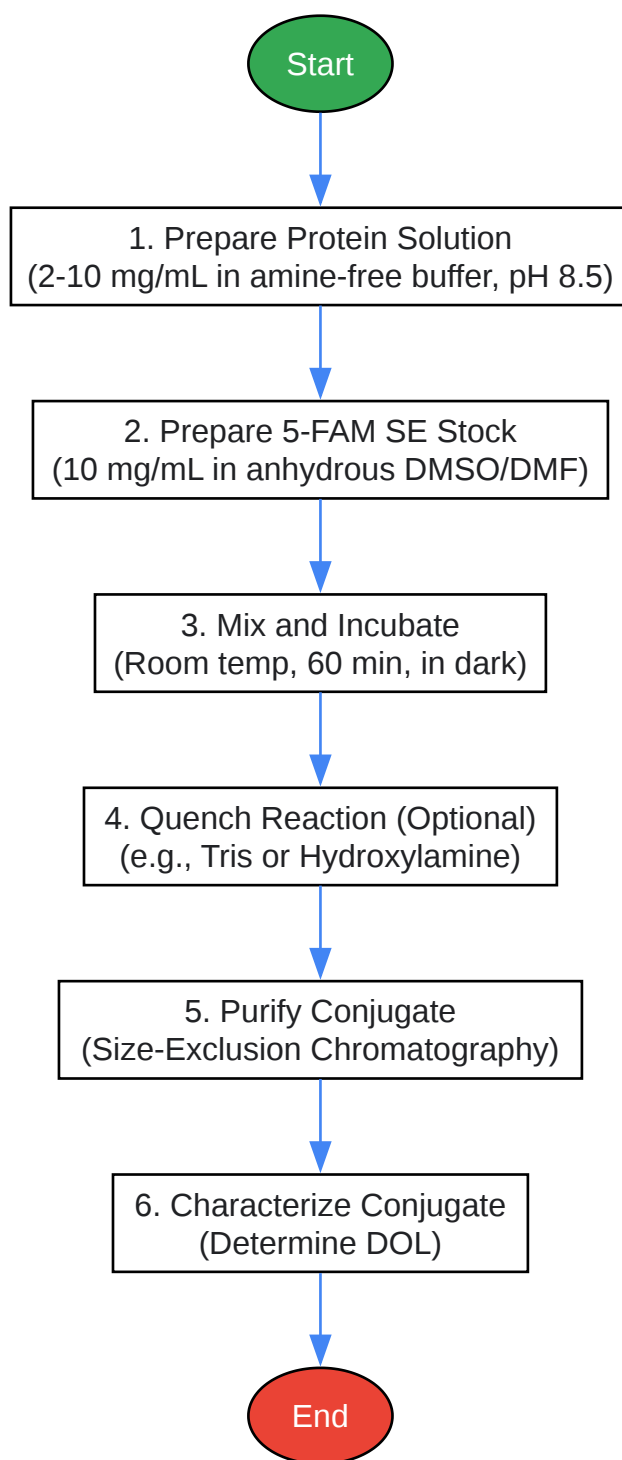 Start
1. Prepare Protein Solution
(2-10 mg/mL in amine-free buffer, pH 8.5)
2. Prepare 5-FAM SE Stock
(10 mg/mL in anhydrous DMSO/DMF)
3. Mix and Incubate
(Room temp, 60 min, in dark)
4. Quench Reaction (Optional)
(e.g., Tris or Hydroxylamine)
5. Purify Conjugate
(Size-Exclusion Chromatography)
6. Characterize Conjugate
(Determine DOL)
End